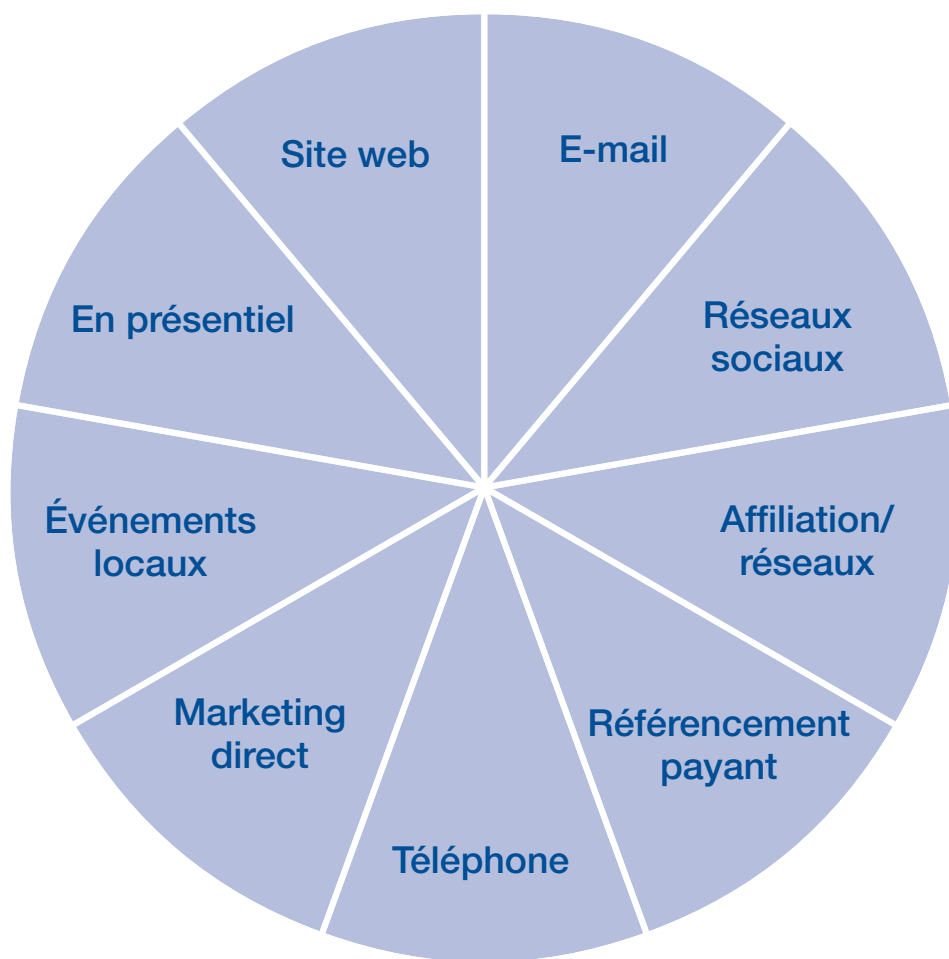 Site web
E-mail
Réseaux
sociaux
Affiliation/
réseaux
Référencement
payant
Téléphone
Marketing
direct
Événements
locaux
En présentiel